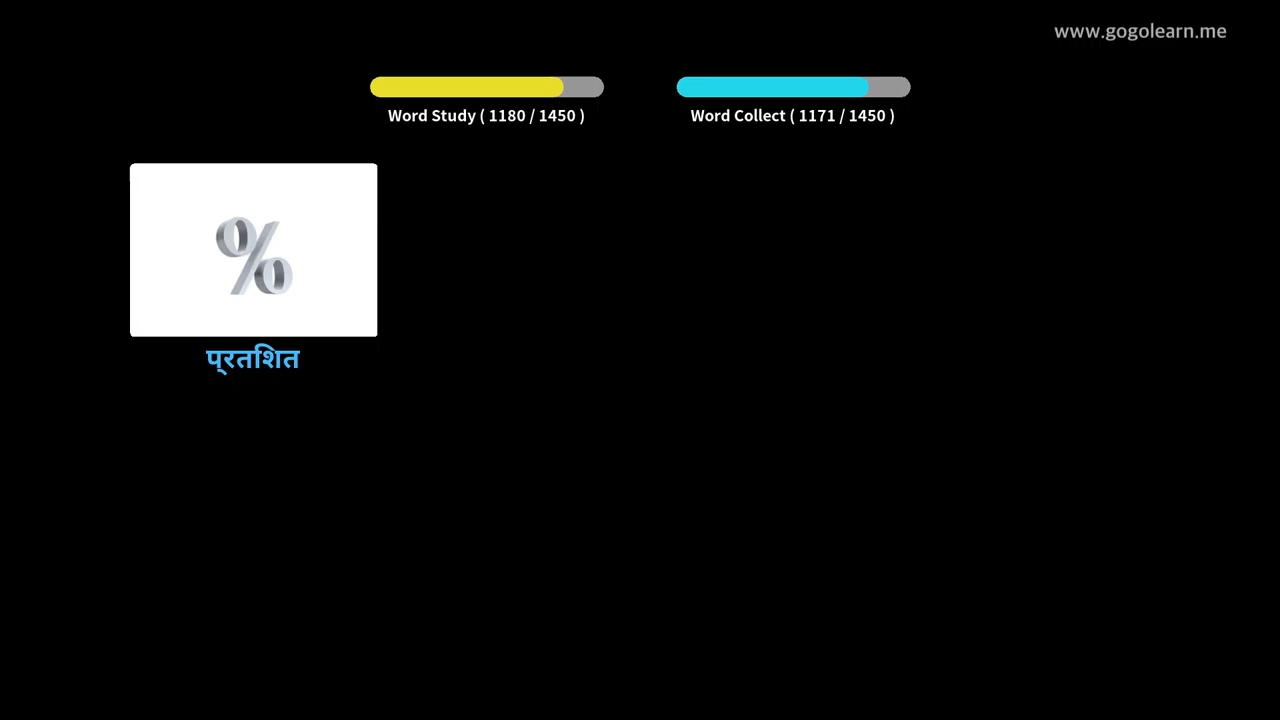 www.gogolearn.me
Word Study ( 1180 / 1450 )
Word Collect ( 1171 / 1450 )
%
प्रतिशत